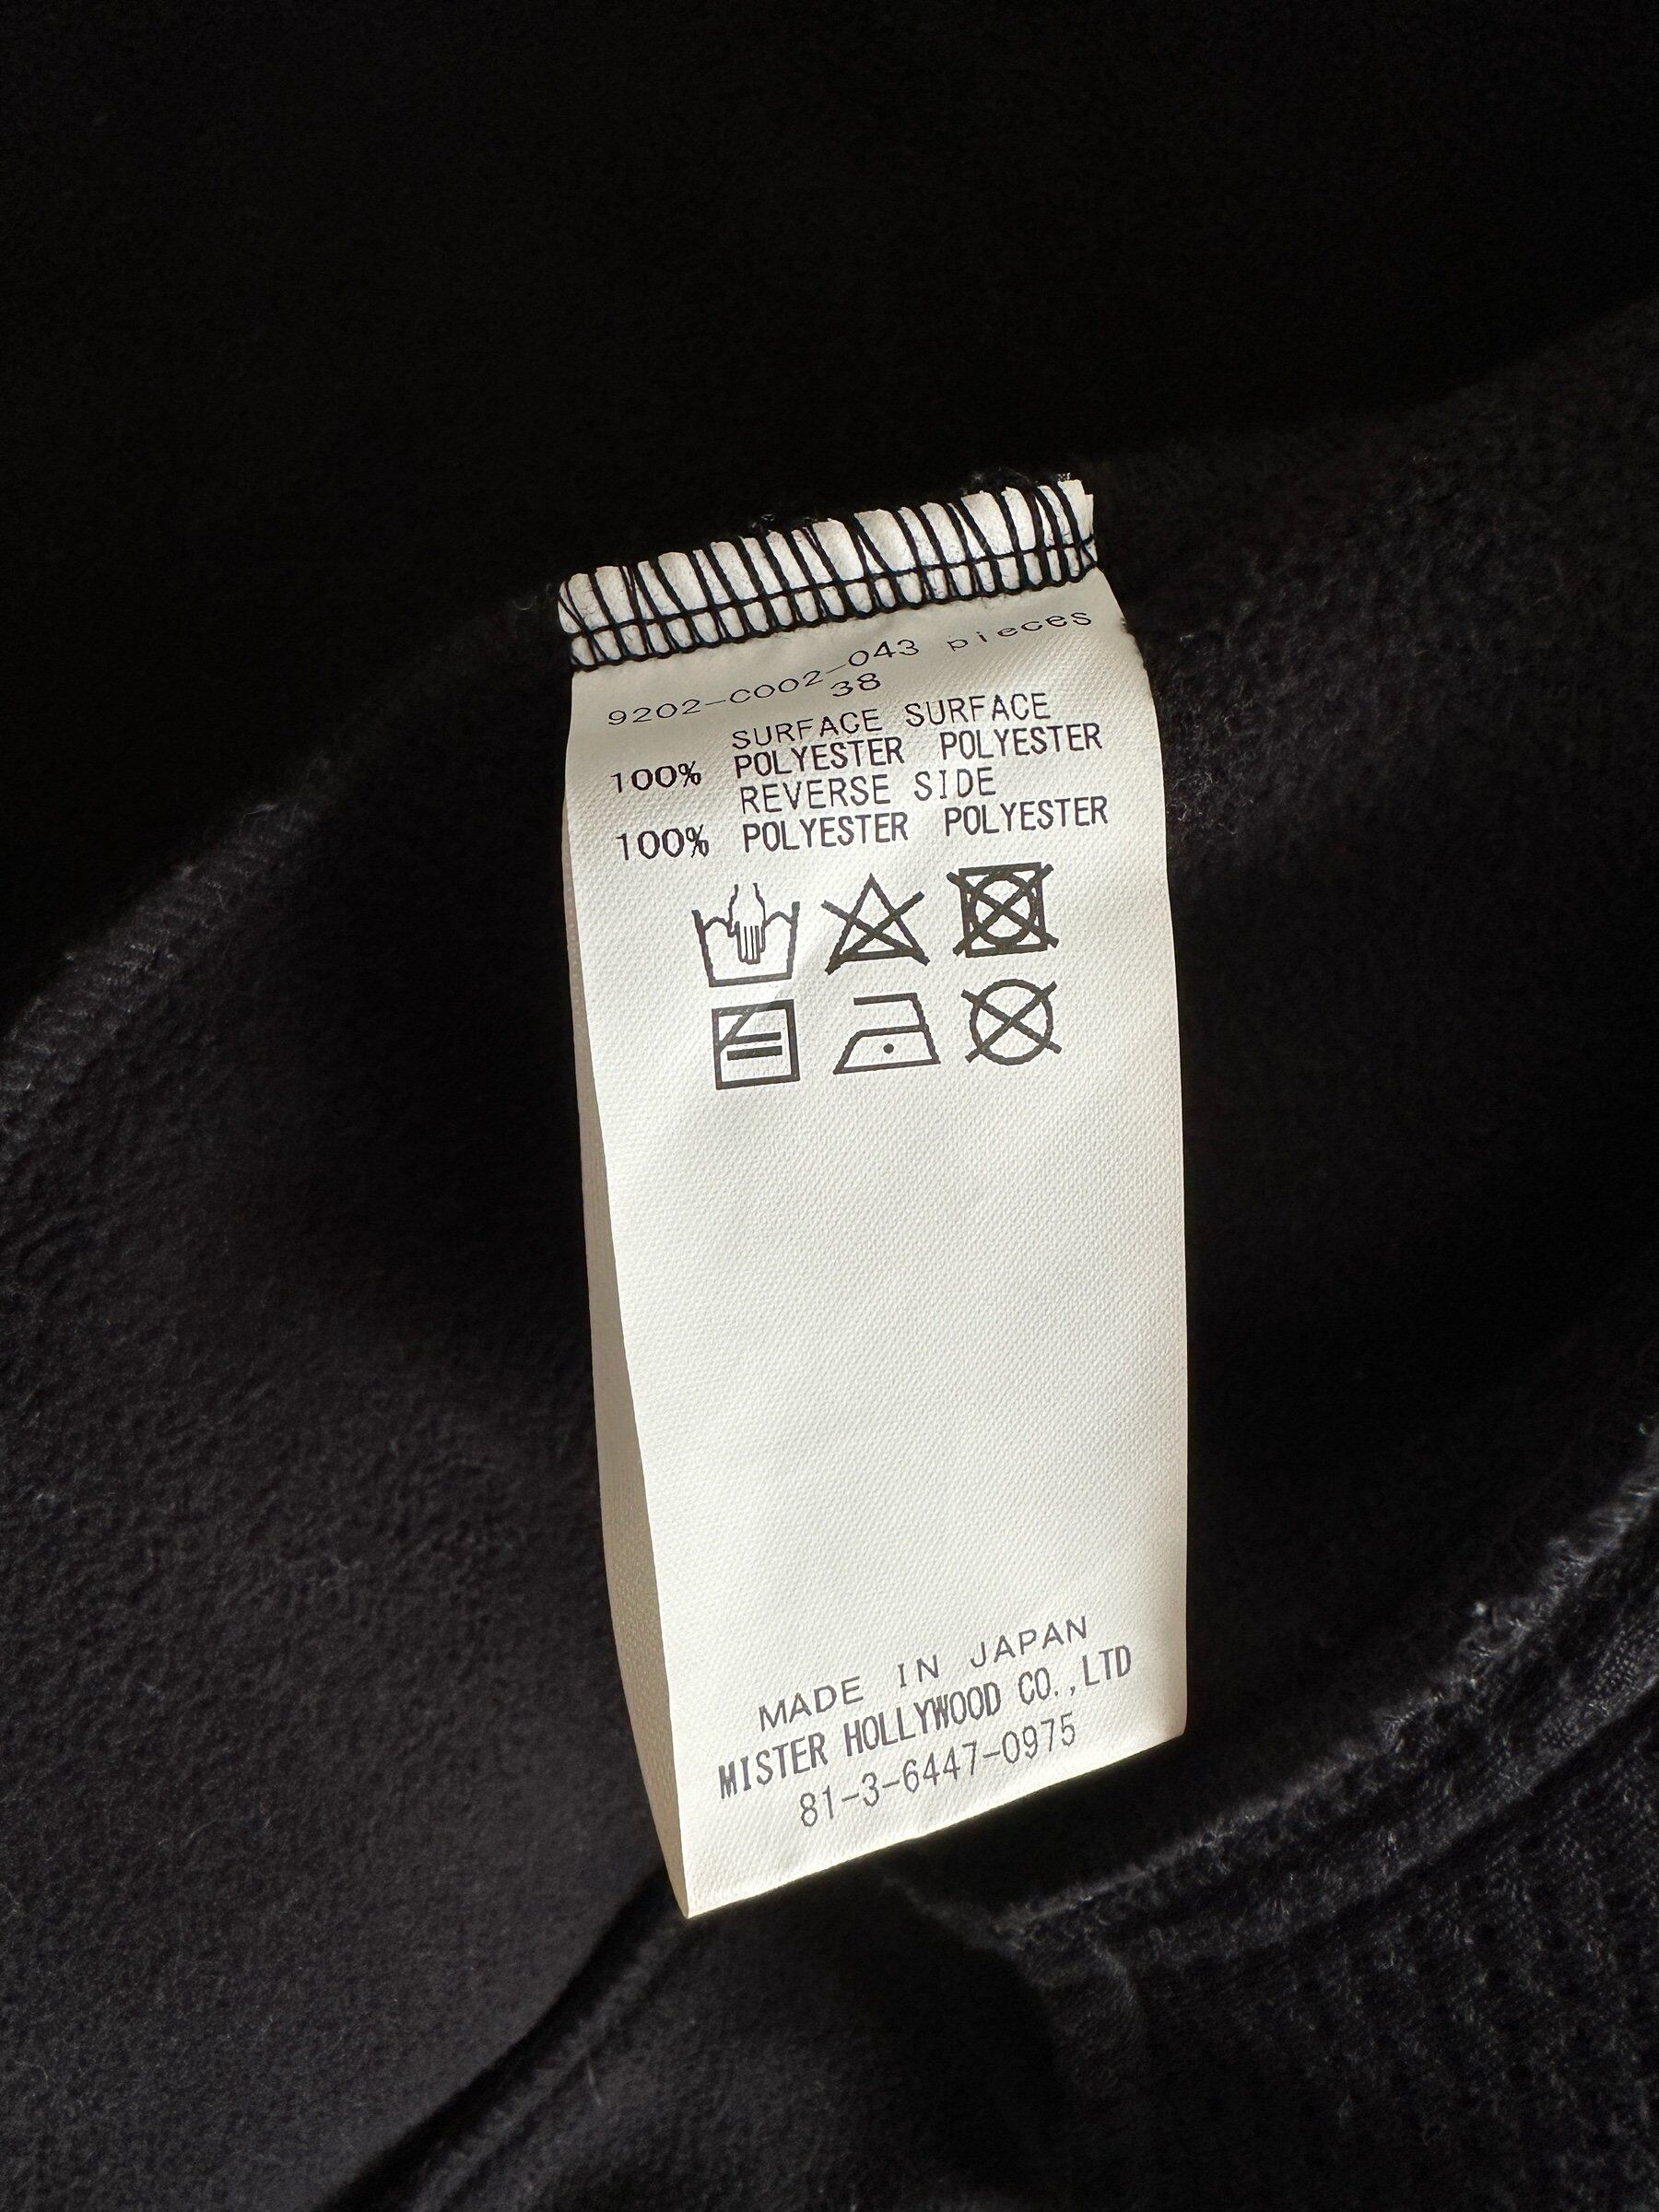 9202-C002-043 pieces
38
SURFACE SURFACE
100% POLYESTER POLYESTER
REVERSE SIDE
100% POLYESTER POLYESTER
MADE IN JAPAN
MISTER HOLLYWOOD CO.,LTD
81-3-6447-0975